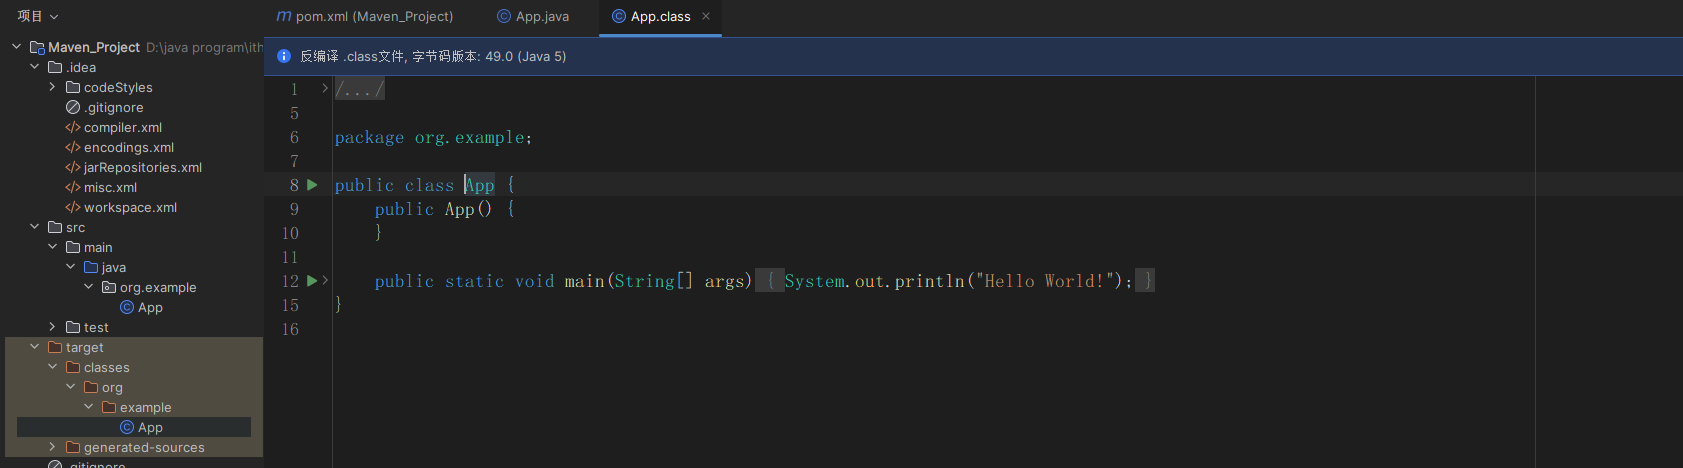 项目
pom.xml (Maven_Project)
App.java
App.class
Maven_Project D:\java program\ith
.idea
codeStyles
.gitignore
compiler.xml
encodings.xml
jarRepositories.xml
misc.xml
workspace.xml
src
main
java
org.example
App
test
target
classes
org
example
App
generated-sources
.gitignore
反编译 .class文件, 字节码版本: 49.0 (Java 5)
1 /.../
5
6 package org.example;
7
8 public class App {
9 public App() {
10 }
11
12 public static void main(String[] args) { System.out.println("Hello World!"); }
15 }
16